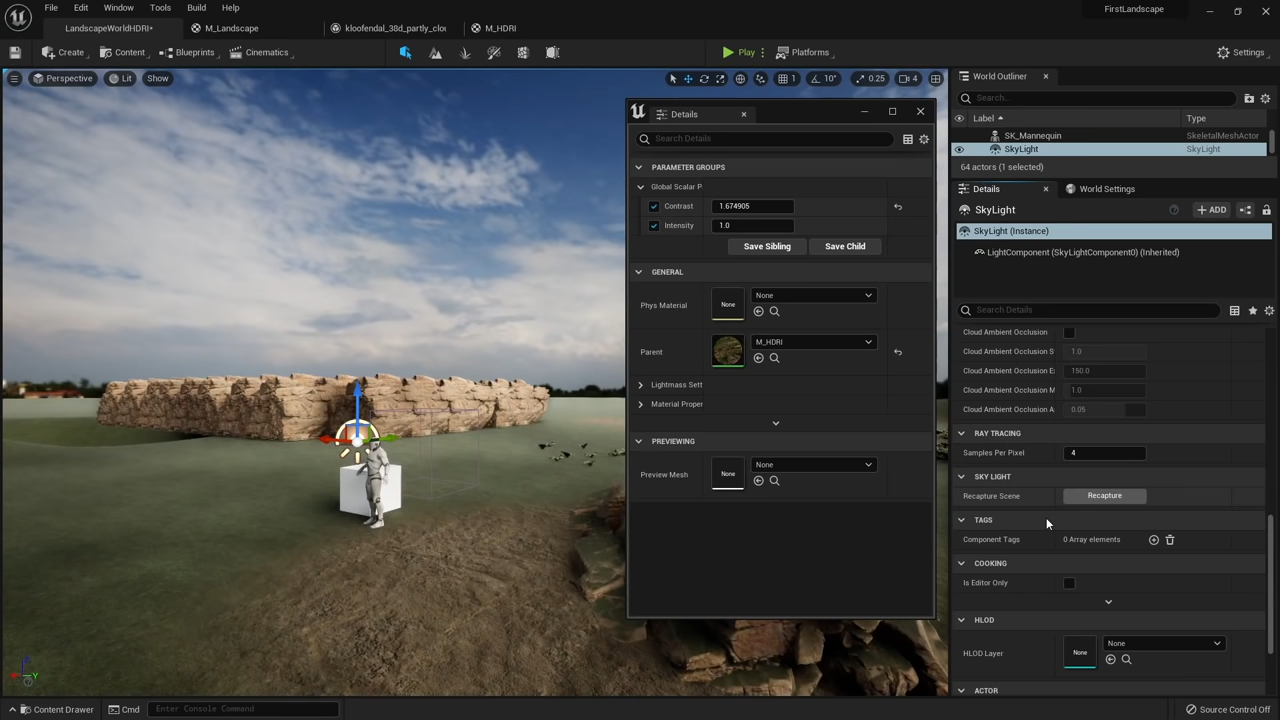 File Edit Window Tools Build Help
FirstLandscape
LandscapeWorldHDRI•
M_Landscape
kloofendal_38d_partly_clou
M_HDRI
Create Content Blueprints Cinematics
Play Platforms
Settings
Perspective Lit Show
1 10° 0.25 4
World Outliner
Search...
Label Type
SK_Mannequin SkeletalMeshActor
SkyLight SkyLight
64 actors (1 selected)
Details World Settings
SkyLight
ADD
SkyLight (Instance)
LightComponent (SkyLightComponent0) (Inherited)
Search Details
Cloud Ambient Occlusion
Cloud Ambient Occlusion S 1.0
Cloud Ambient Occlusion E 150.0
Cloud Ambient Occlusion M 1.0
Cloud Ambient Occlusion A 0.05
RAY TRACING
Samples Per Pixel 4
SKY LIGHT
Recapture Scene Recapture
TAGS
Component Tags 0 Array elements
COOKING
Is Editor Only
HLOD
HLOD Layer None None
ACTOR
Details
Search Details
PARAMETER GROUPS
Global Scalar P
Contrast 1.674905
Intensity 1.0
Save Sibling Save Child
GENERAL
Phys Material None None
Parent M_HDRI
Lightmass Sett
Material Proper
PREVIEWING
Preview Mesh None None
Y
Content Drawer Cmd Enter Console Command
Source Control Off